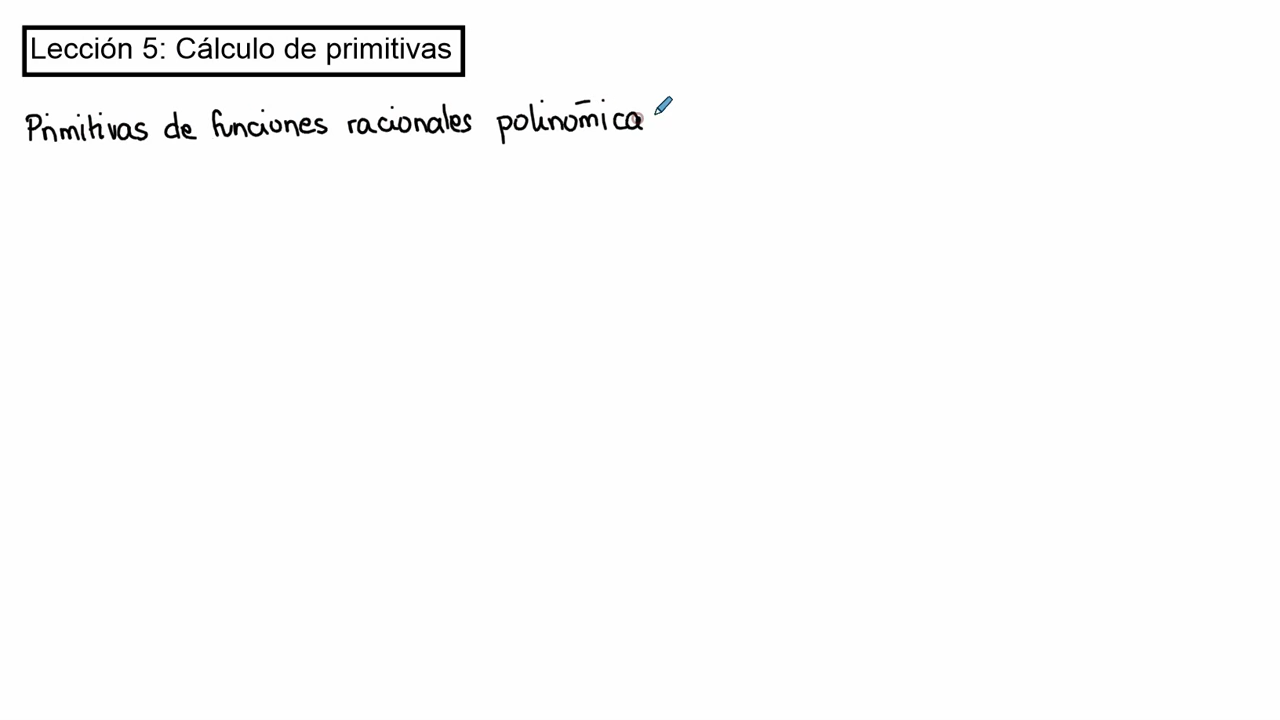 Lección 5: Cálculo de primitivas
Primitivas de funciones racionales polinómica